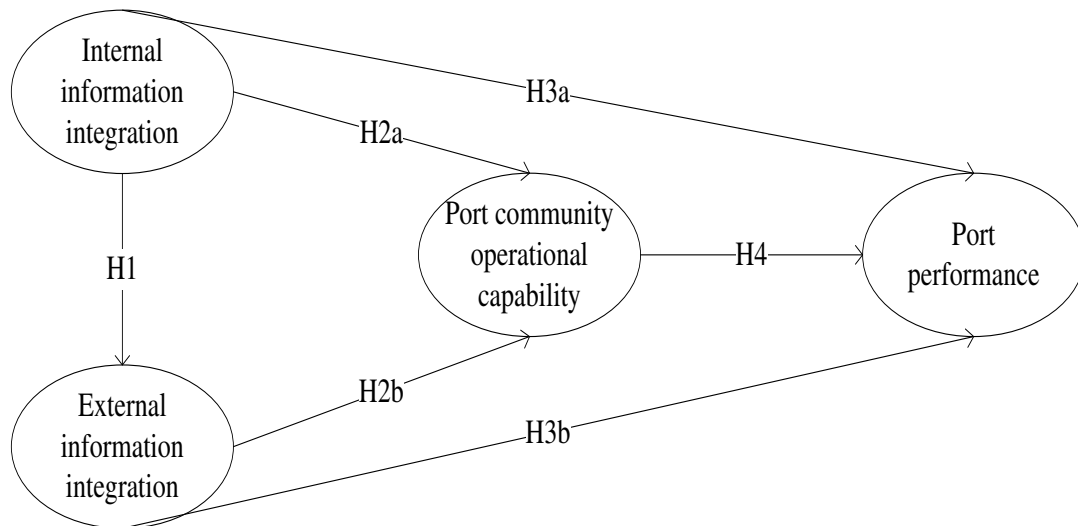 Internal
information
integration
H3a
H2a
Port community
operational
capability
H1
H4
Port
performance
External
information
integration
H2b
H3b